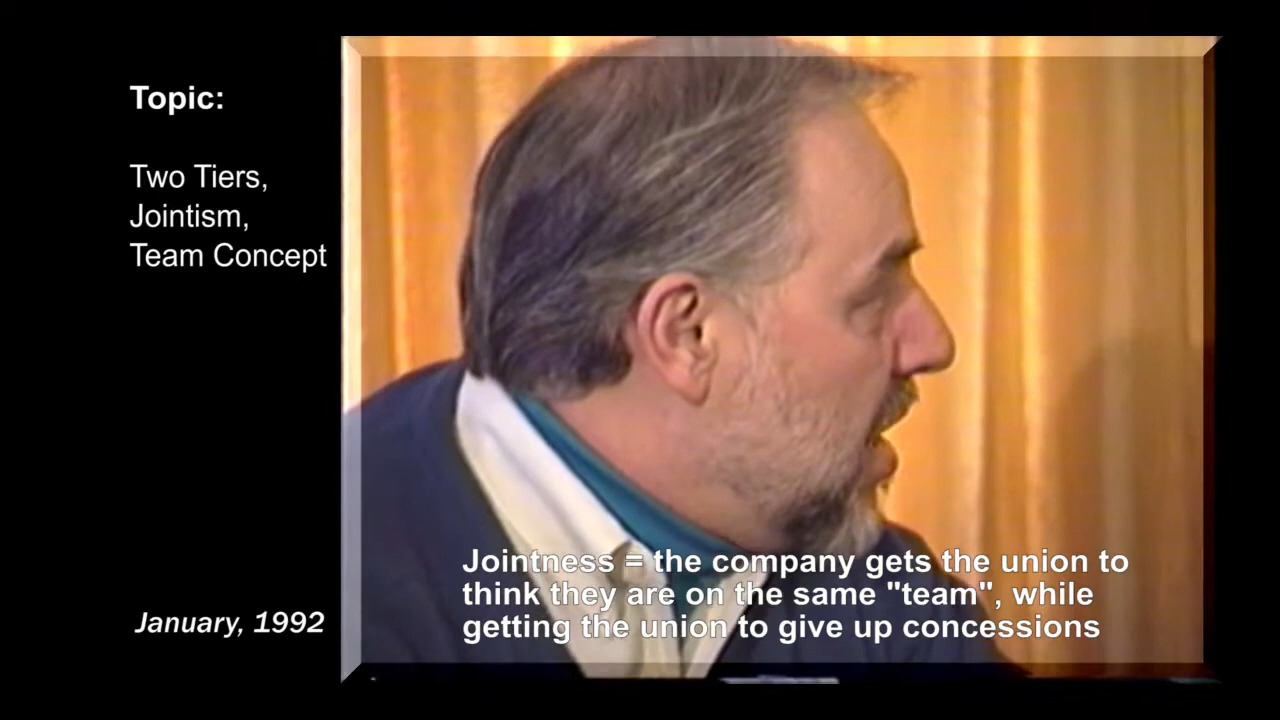 Topic:
Two Tiers,
Jointism,
Team Concept
January, 1992
Jointness = the company gets the union to
think they are on the same "team", while
getting the union to give up concessions